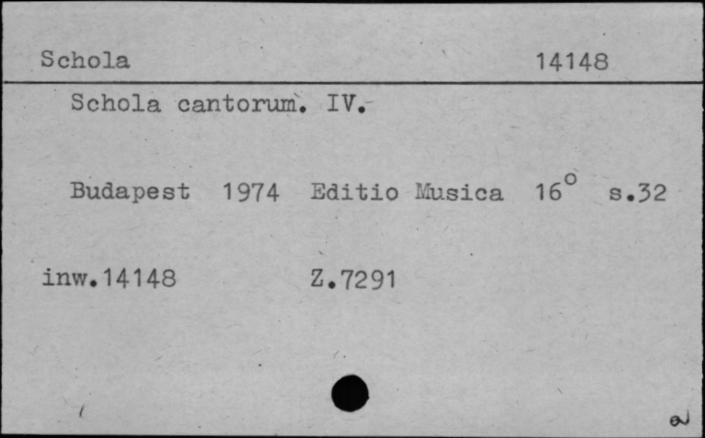 Schola 14148
Schola cantorum. IV.-
Budapest 1974 Editio Musica 16° s.32
inw.14148 Z.7291